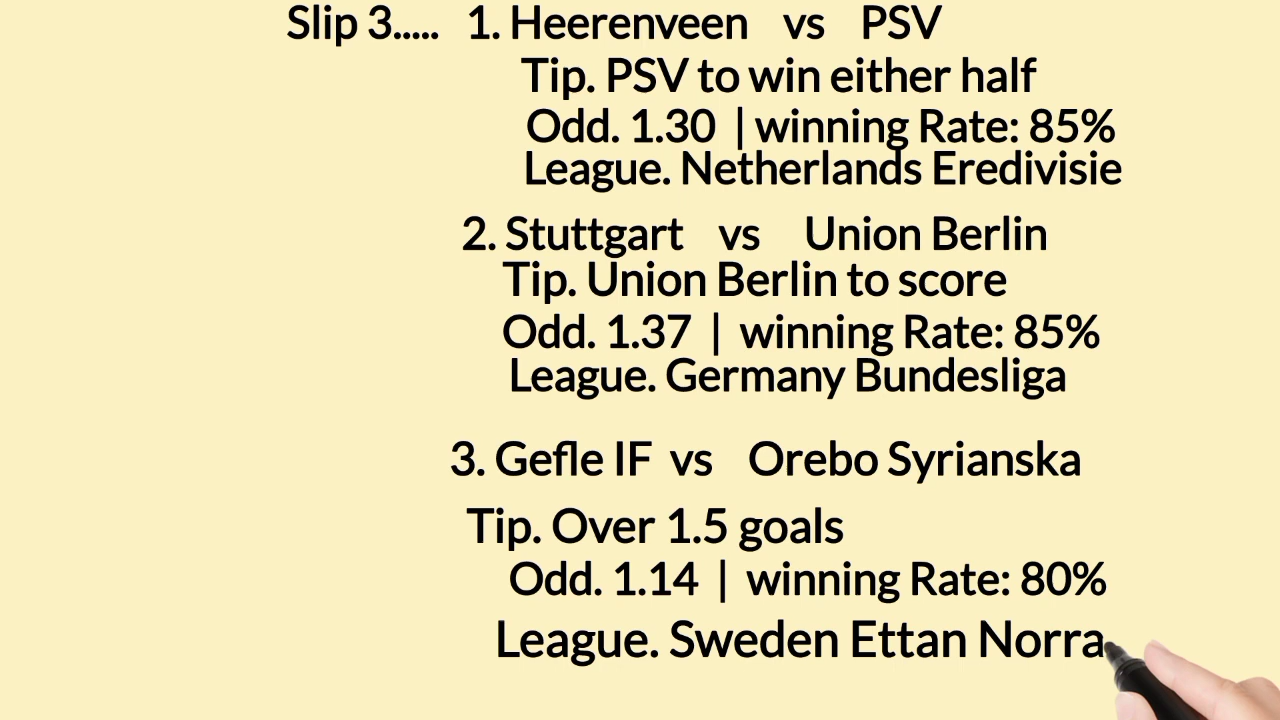 Slip 3..... 1. Heerenveen vs PSV
Tip. PSV to win either half
Odd. 1.30 | winning Rate: 85%
League. Netherlands Eredivisie
2. Stuttgart vs Union Berlin
Tip. Union Berlin to score
Odd. 1.37 | winning Rate: 85%
League. Germany Bundesliga
3. Gefle IF vs Orebo Syrianska
Tip. Over 1.5 goals
Odd. 1.14 | winning Rate: 80%
League. Sweden Ettan Norra